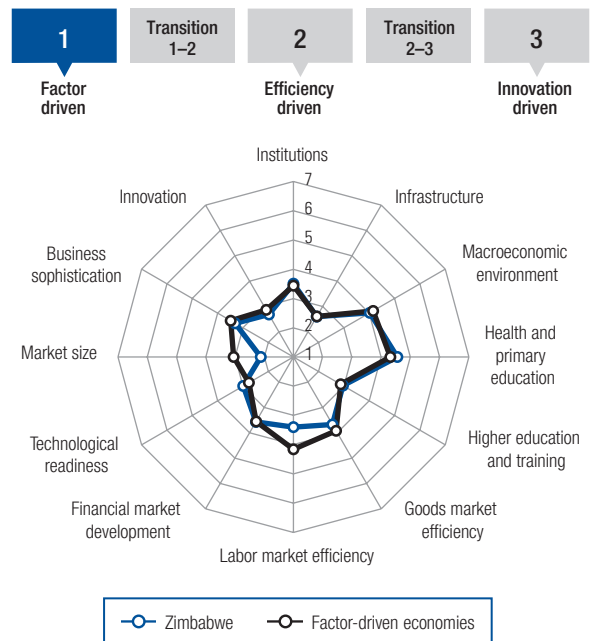 1
Transition
1–2
2
Transition
2–3
3
Factor
driven
Efficiency
driven
Innovation
driven
Institutions
Infrastructure
Macroeconomic
environment
Health and
primary
education
Higher education
and training
Goods market
efficiency
Labor market efficiency
Financial market
development
Technological
readiness
Market size
Business
sophistication
Innovation
7
6
5
4
3
2
1
Zimbabwe
Factor-driven economies